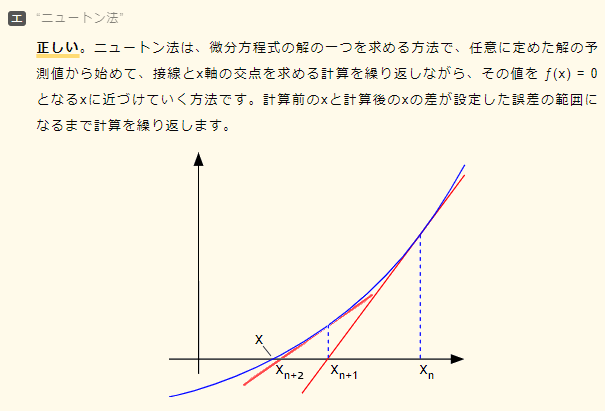 エ “ニュートン法”
正しい。ニュートン法は、微分方程式の解の一つを求める方法で、任意に定めた解の予
測値から始めて、接線とx軸の交点を求める計算を繰り返しながら、その値を f(x) = 0
となるxに近づけていく方法です。計算前のxと計算後のxの差が設定した誤差の範囲に
なるまで計算を繰り返します。
X
Xn+2 Xn+1 Xn